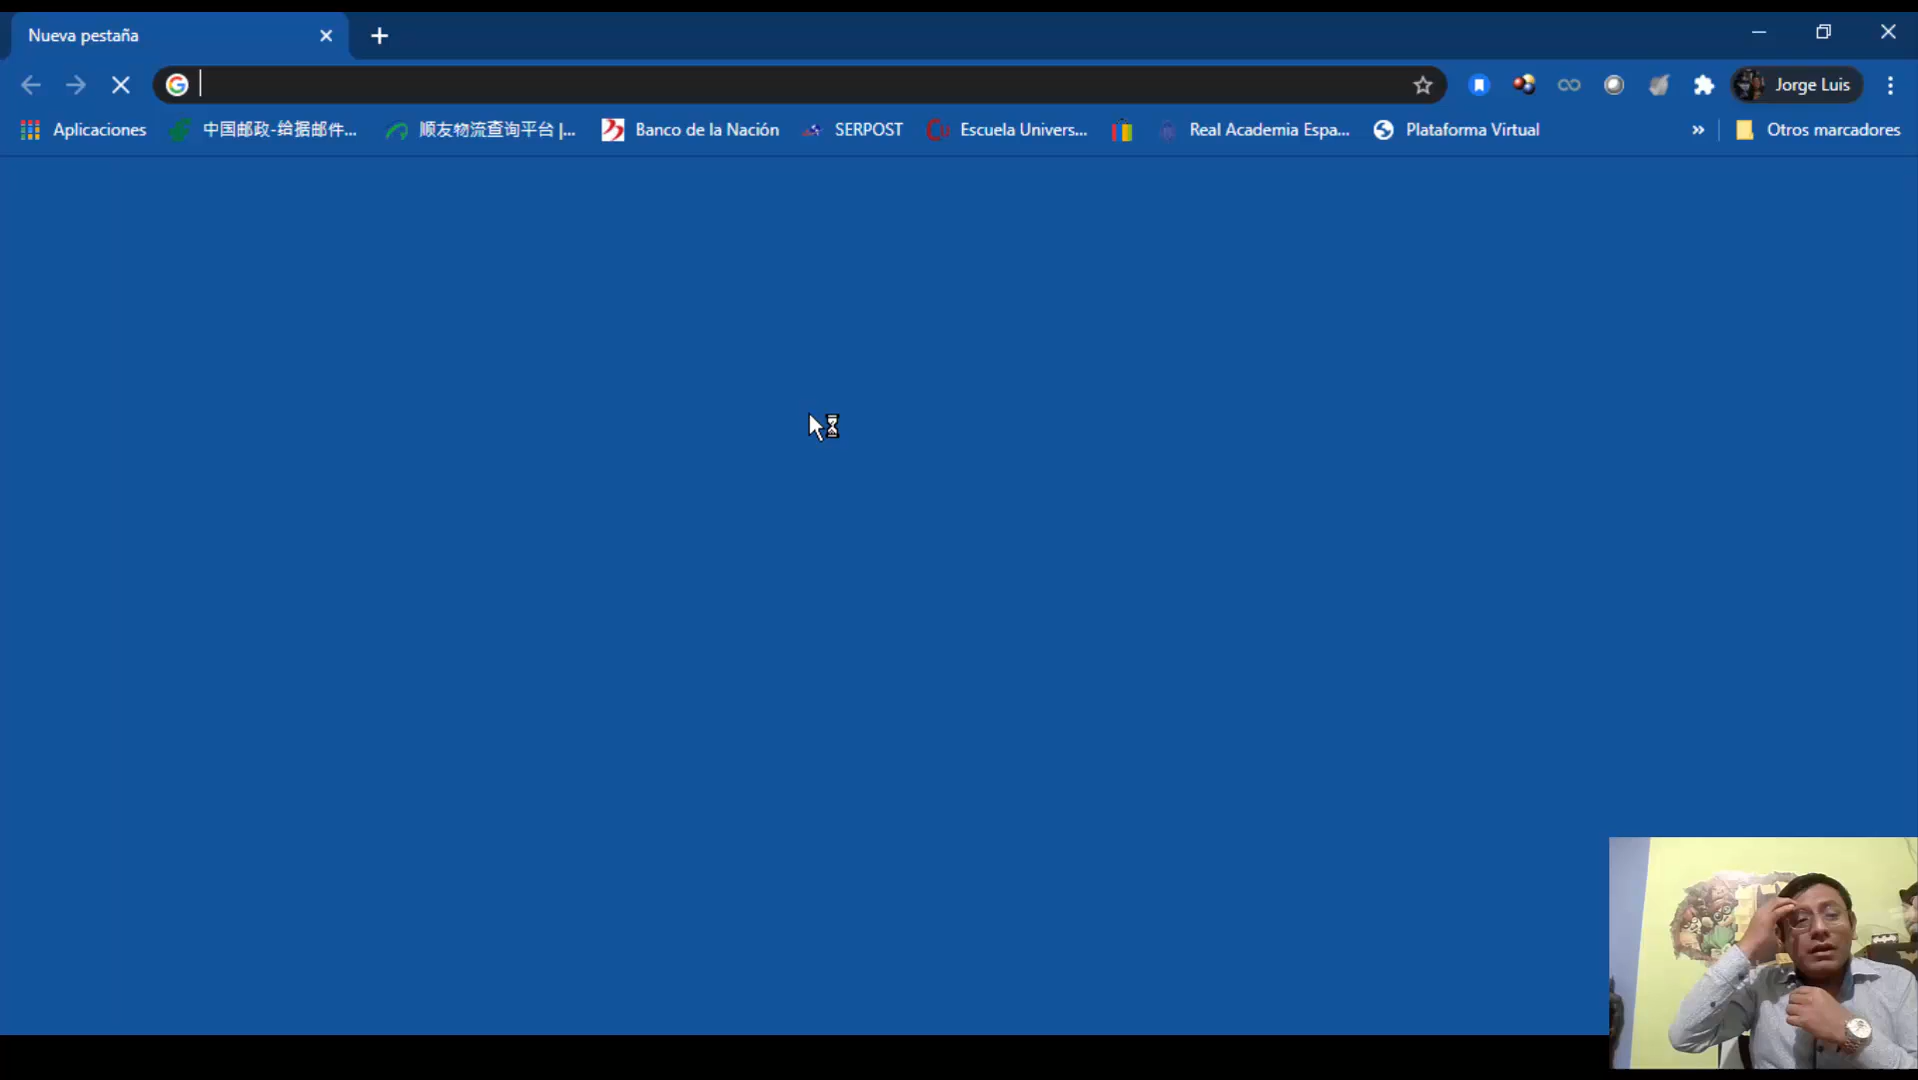 Nueva pestaña
Jorge Luis
Aplicaciones 中国邮政-给据邮件... 顺友物流查询平台 |... Banco de la Nación SERPOST Escuela Univers... Real Academia Espa... Plataforma Virtual » Otros marcadores